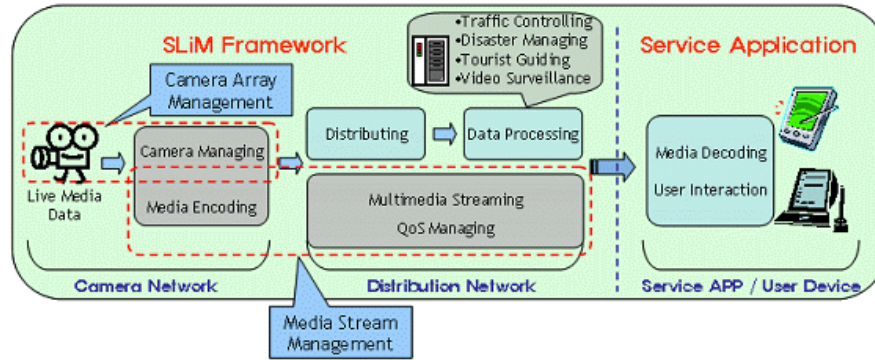 SLiM Framework
Service Application
•Traffic Controlling
•Disaster Managing
•Tourist Guiding
•Video Surveillance
Camera Array
Management
Live Media
Data
Camera Managing
Media Encoding
Distributing
Data Processing
Multimedia Streaming
QoS Managing
Media Decoding
User Interaction
Camera Network
Distribution Network
Service APP / User Device
Media Stream
Management